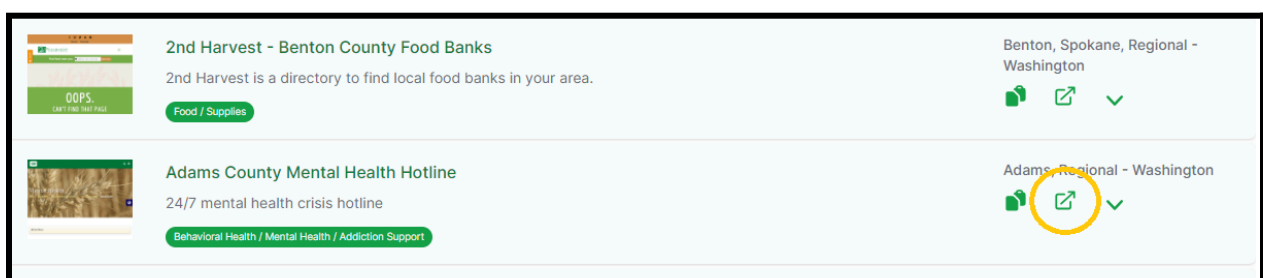 2nd Harvest - Benton County Food Banks
2nd Harvest is a directory to find local food banks in your area.
Food / Supplies
Benton, Spokane, Regional -
Washington
OOPS.
CAN'T FIND THAT PAGE
Adams County Mental Health Hotline
24/7 mental health crisis hotline
Behavioral Health / Mental Health / Addiction Support
Adams, Regional - Washington